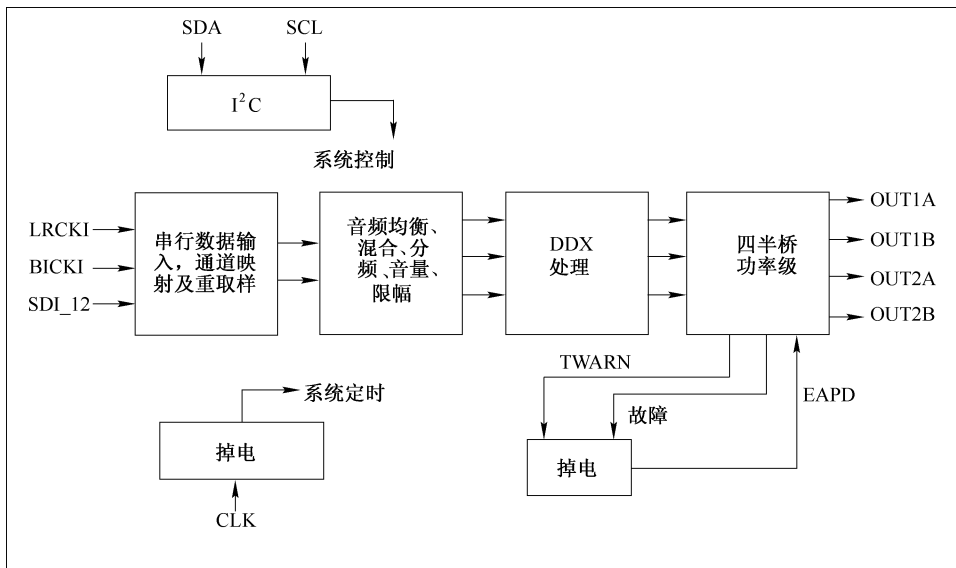 SDA
SCL
I²C
系统控制
LRCKI
BICKI
SDI_12
串行数据输
入，通道映
射及重取样
音频均衡、
混合、分
频、音量、
限幅
DDX
处理
四半桥
功率级
OUT1A
OUT1B
OUT2A
OUT2B
TWARN
故障
EAPD
掉电
系统定时
掉电
CLK